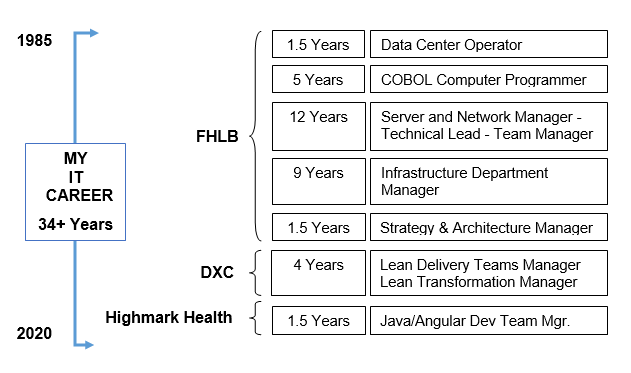 1985
MY
IT
CAREER
34+ Years
2020
FHLB
1.5 Years
Data Center Operator
5 Years
COBOL Computer Programmer
12 Years
Server and Network Manager -
Technical Lead - Team Manager
9 Years
Infrastructure Department
Manager
1.5 Years
Strategy & Architecture Manager
DXC
4 Years
Lean Delivery Teams Manager
Lean Transformation Manager
Highmark Health
1.5 Years
Java/Angular Dev Team Mgr.